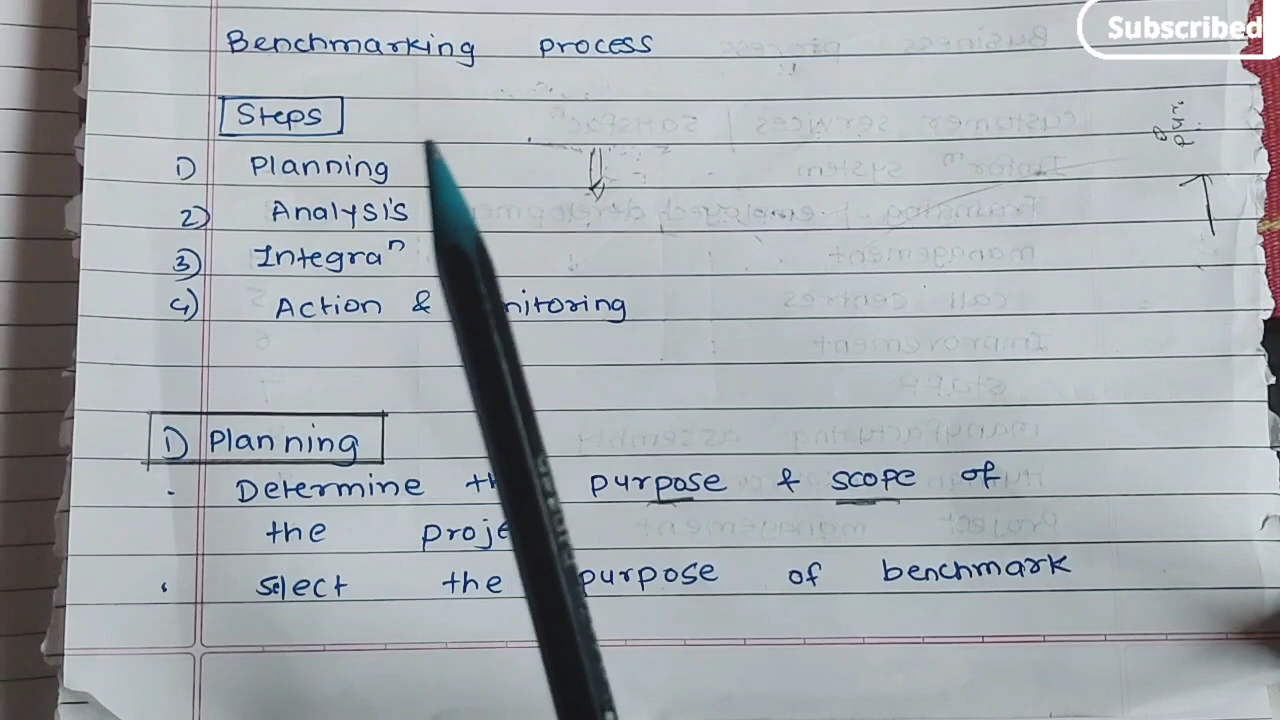 Subscribed
Benchmarking process
Steps
1) Planning
2) Analysis
3) Integraⁿ
4) Action & nitoring
1) Planning
• Determine th purpose & scope of
the proje
• select the purpose of benchmark